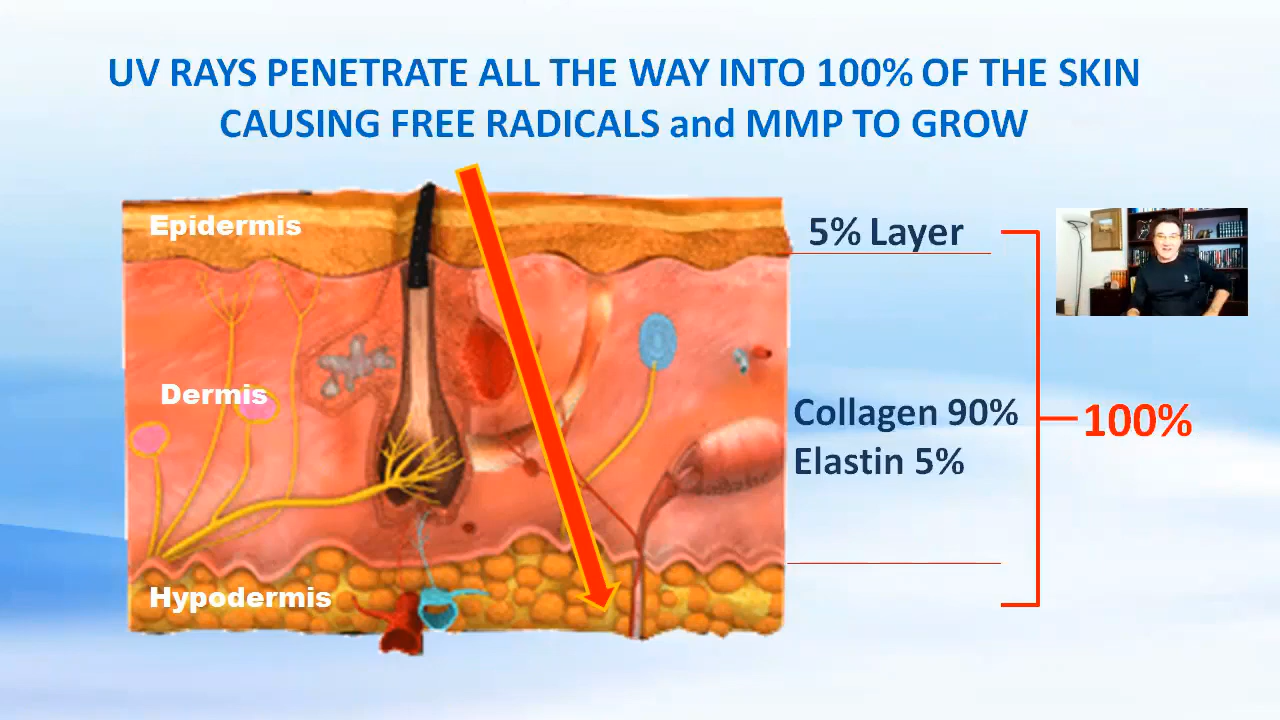 UV RAYS PENETRATE ALL THE WAY INTO 100% OF THE SKIN
CAUSING FREE RADICALS and MMP TO GROW
Epidermis
5% Layer
Dermis
Collagen 90%
Elastin 5%
100%
Hypodermis